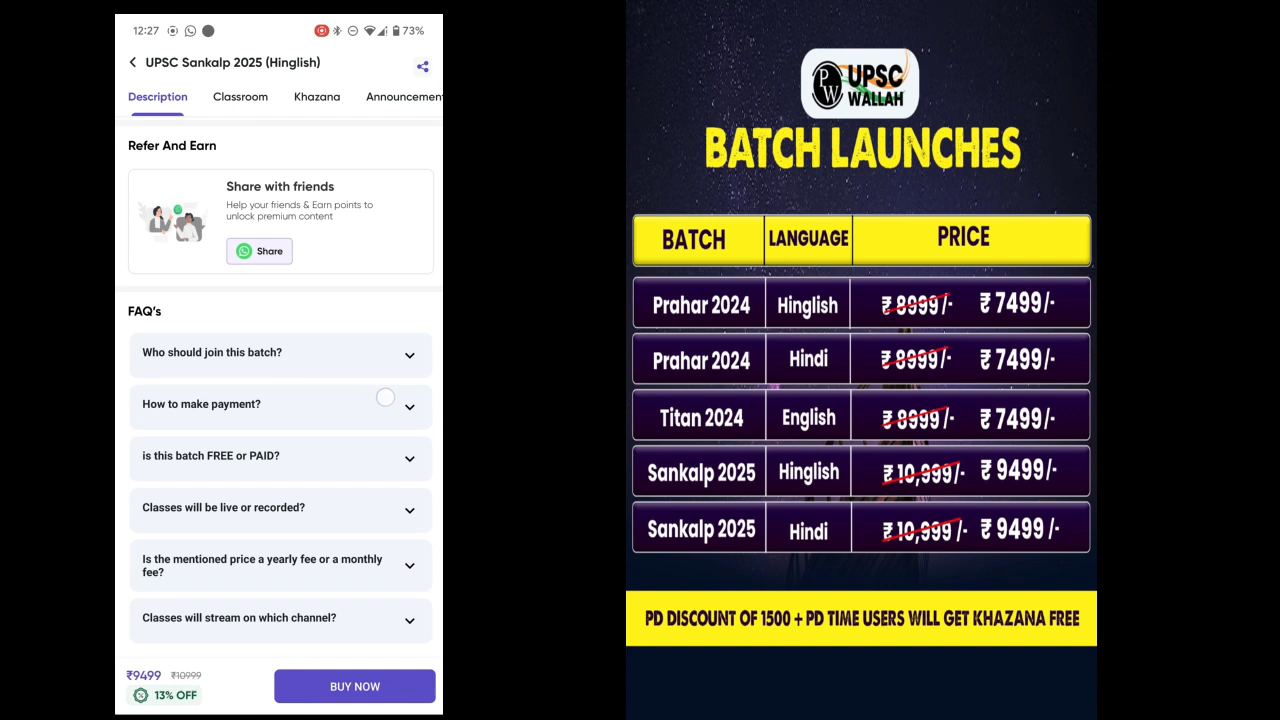 12:27
73%
UPSC Sankalp 2025 (Hinglish)
Description Classroom Khazana Announcemen
Refer And Earn
Share with friends
Help your friends & Earn points to
unlock premium content
Share
FAQ's
Who should join this batch?
How to make payment?
is this batch FREE or PAID?
Classes will be live or recorded?
Is the mentioned price a yearly fee or a monthly
fee?
Classes will stream on which channel?
₹9499 ₹10999
13% OFF
BUY NOW
PW UPSC
WALLAH
BATCH LAUNCHES
BATCH LANGUAGE PRICE
Prahar 2024 Hinglish ₹ 8999/- ₹ 7499/-
Prahar 2024 Hindi ₹ 8999/- ₹ 7499/-
Titan 2024 English ₹ 8999/- ₹ 7499/-
Sankalp 2025 Hinglish ₹ 10,999/- ₹ 9499/-
Sankalp 2025 Hindi ₹ 10,999/- ₹ 9499/-
PD DISCOUNT OF 1500 + PD TIME USERS WILL GET KHAZANA FREE